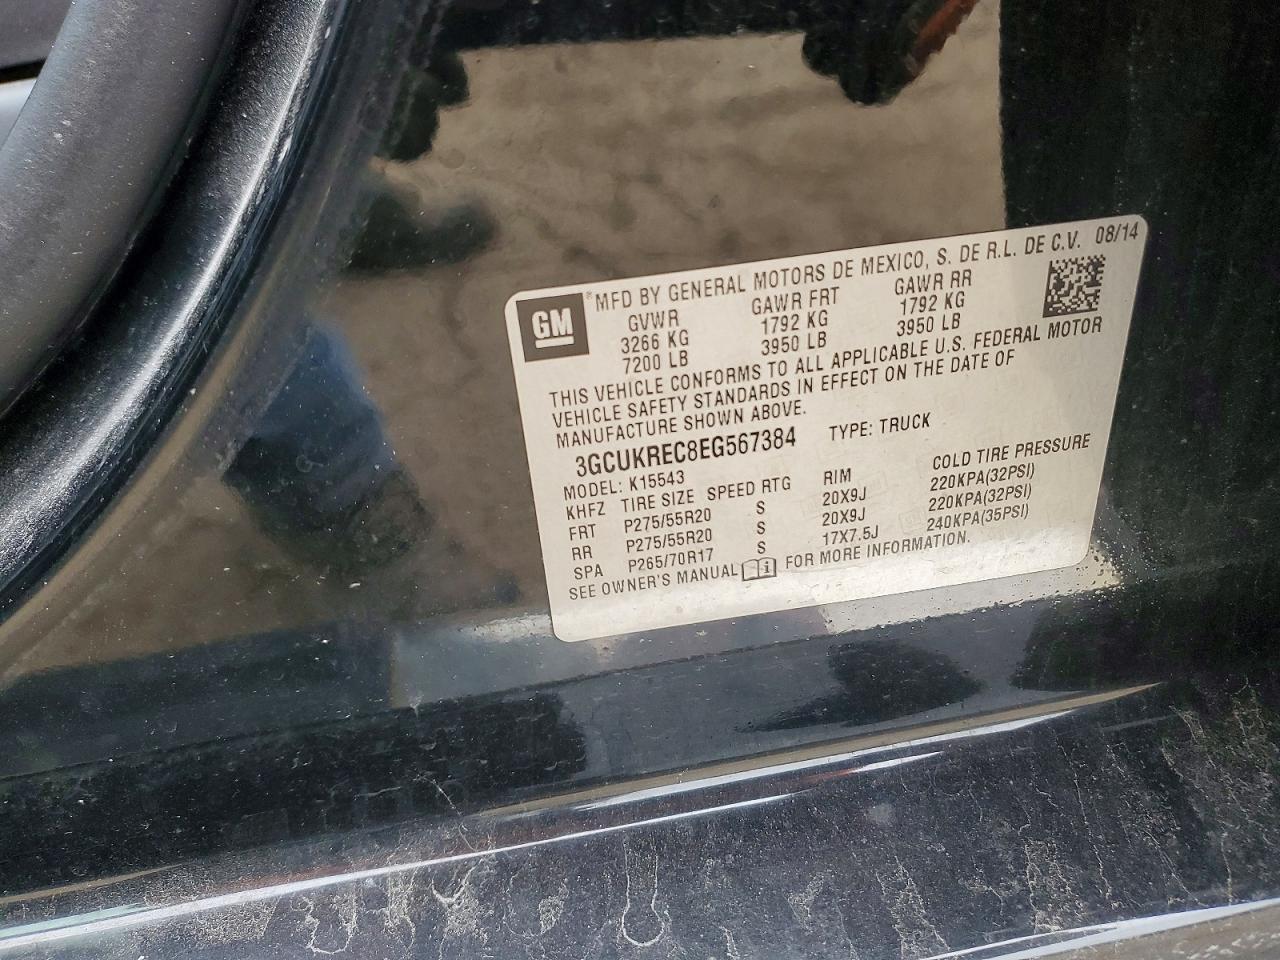 GM
® MFD BY GENERAL MOTORS DE MEXICO, S. DE R.L. DE C.V. 08/14
GVWR GAWR FRT GAWR RR
3266 KG 1792 KG 1792 KG
7200 LB 3950 LB 3950 LB
THIS VEHICLE CONFORMS TO ALL APPLICABLE U.S. FEDERAL MOTOR
VEHICLE SAFETY STANDARDS IN EFFECT ON THE DATE OF
MANUFACTURE SHOWN ABOVE.
3GCUKREC8EG567384 TYPE: TRUCK
MODEL: K15543
KHFZ TIRE SIZE SPEED RTG RIM COLD TIRE PRESSURE
FRT P275/55R20 S 20X9J 220KPA(32PSI)
RR P275/55R20 S 20X9J 220KPA(32PSI)
SPA P265/70R17 S 17X7.5J 240KPA(35PSI)
SEE OWNER'S MANUAL FOR MORE INFORMATION.